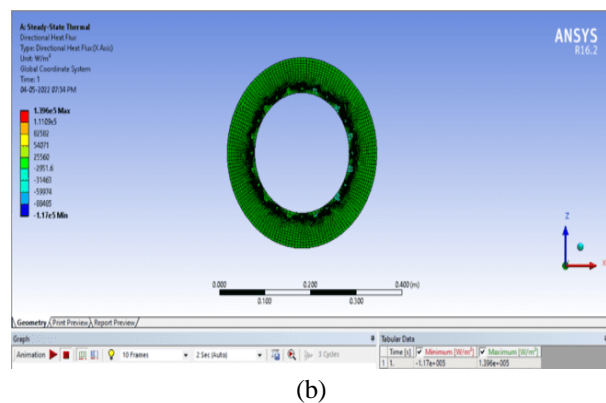 A: Steady-State Thermal
Directional Heat Flux
Type: Directional Heat Flux(X Axis)
Unit: W/m²
Global Coordinate System
Time: 1
04-05-2022 07:34 PM
ANSYS
R16.2
1.396e5 Max
1.1109e5
82582
54071
25560
-2951.6
-31463
-59974
-88485
-1.17e5 Min
Z
X
0.000
0.200
0.400 (m)
0.100
0.300
Geometry Print Preview Report Preview
Graph
Animation
10 Frames
2 Sec (Auto)
3 Cycles
Tabular Data
Time [s] Minimum [W/m²] Maximum [W/m²]
1 1. -1.17e+005 1.396e+005
(b)